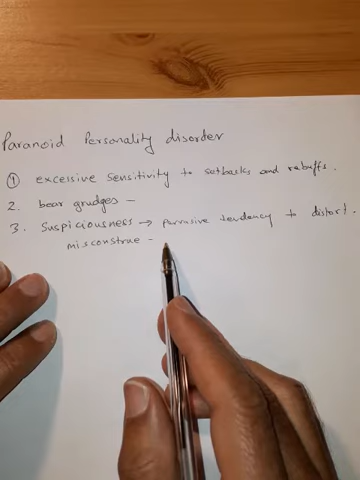 Paranoid Personality disorder
① excessive sensitivity to setbacks and rebuffs.
2. bear grudges -
3. Suspiciousness → pervasive tendency to distort.
misconstrue -